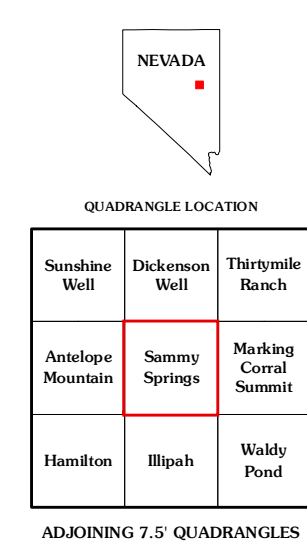 NEVADA
QUADRANGLE LOCATION
Sunshine
Well
Dickenson
Well
Thirtymile
Ranch
Antelope
Mountain
Sammy
Springs
Marking
Corral
Summit
Hamilton
Illipah
Waldy
Pond
ADJOINING 7.5' QUADRANGLES